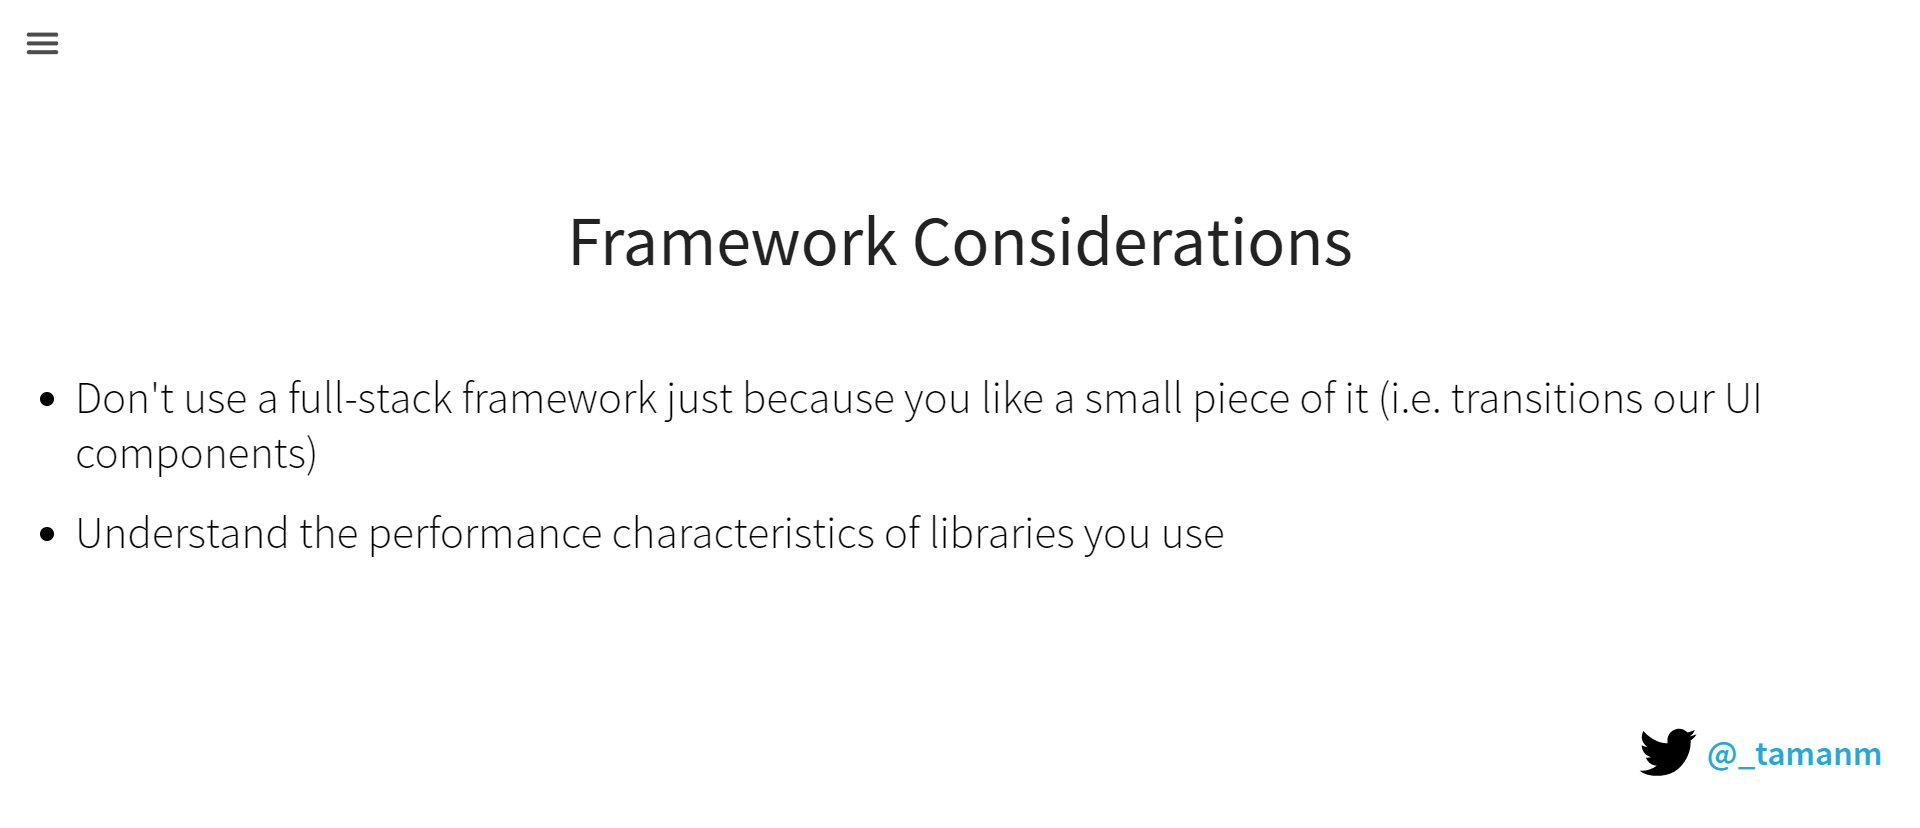 Framework Considerations
• Don't use a full-stack framework just because you like a small piece of it (i.e. transitions our UI
components)
• Understand the performance characteristics of libraries you use
@_tamanm